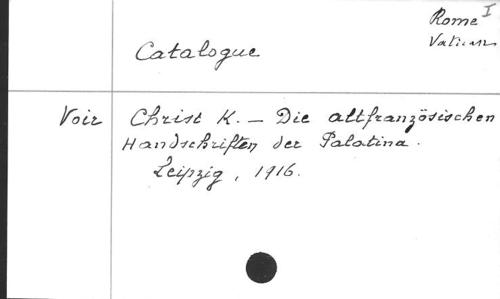 Rome I
Vatican
Catalogue
Voir Christ K. — Die altfranzösischen
Handschriften der Palatina.
Leipzig, 1916.